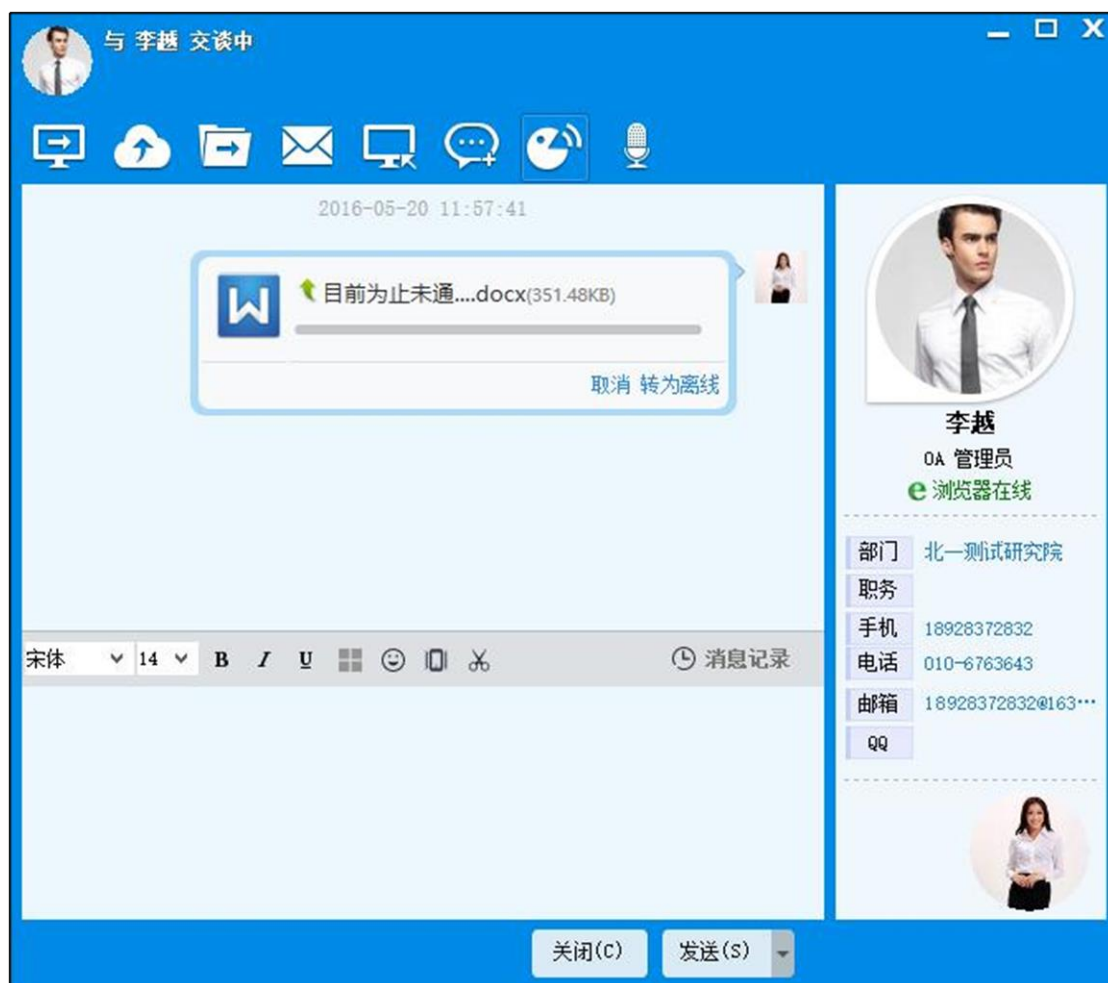 与 李越 交谈中
2016-05-20 11:57:41
目前为止未通....docx(351.48KB)
取消 转为离线
宋体 14 B I U 消息记录
关闭(C) 发送(S)
李越
OA 管理员
浏览器在线
部门 北一测试研究院
职务
手机 18928372832
电话 010-6763643
邮箱 18928372832@163…
QQ